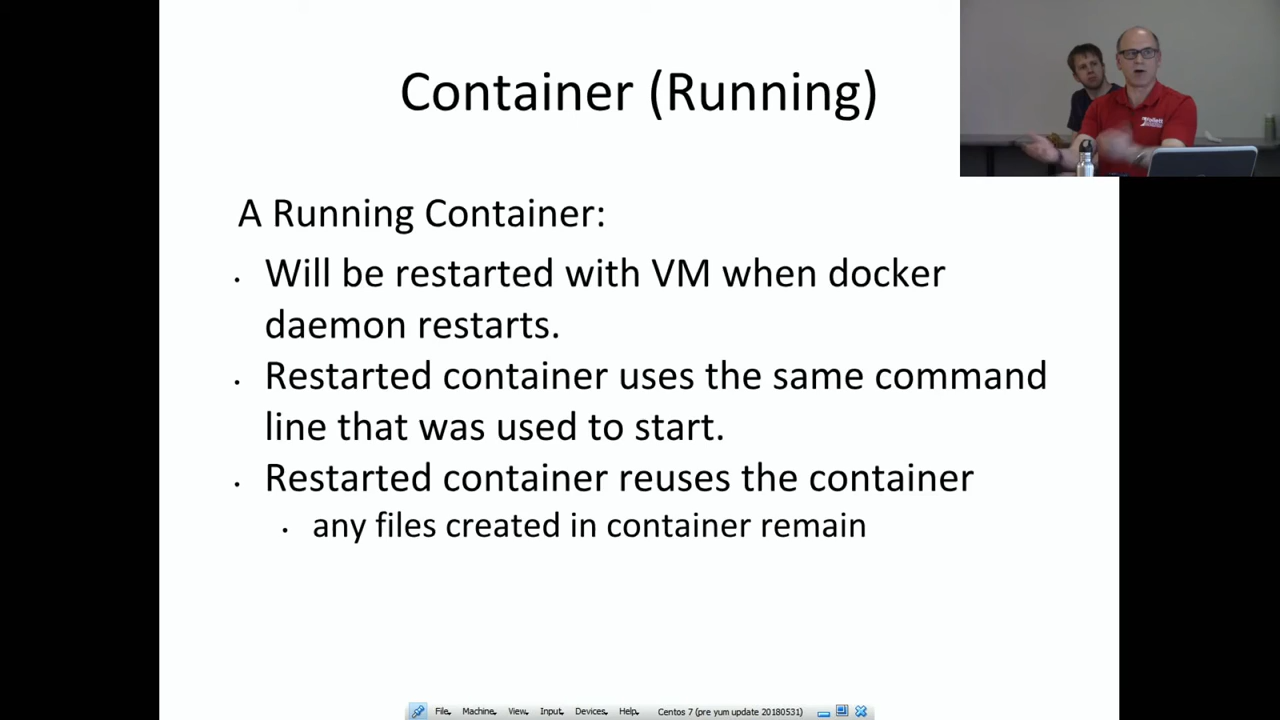 Container (Running)
A Running Container:
• Will be restarted with VM when docker
daemon restarts.
• Restarted container uses the same command
line that was used to start.
• Restarted container reuses the container
• any files created in container remain
File Machine View Input Devices Help Centos 7 (pre yum update 20180531)